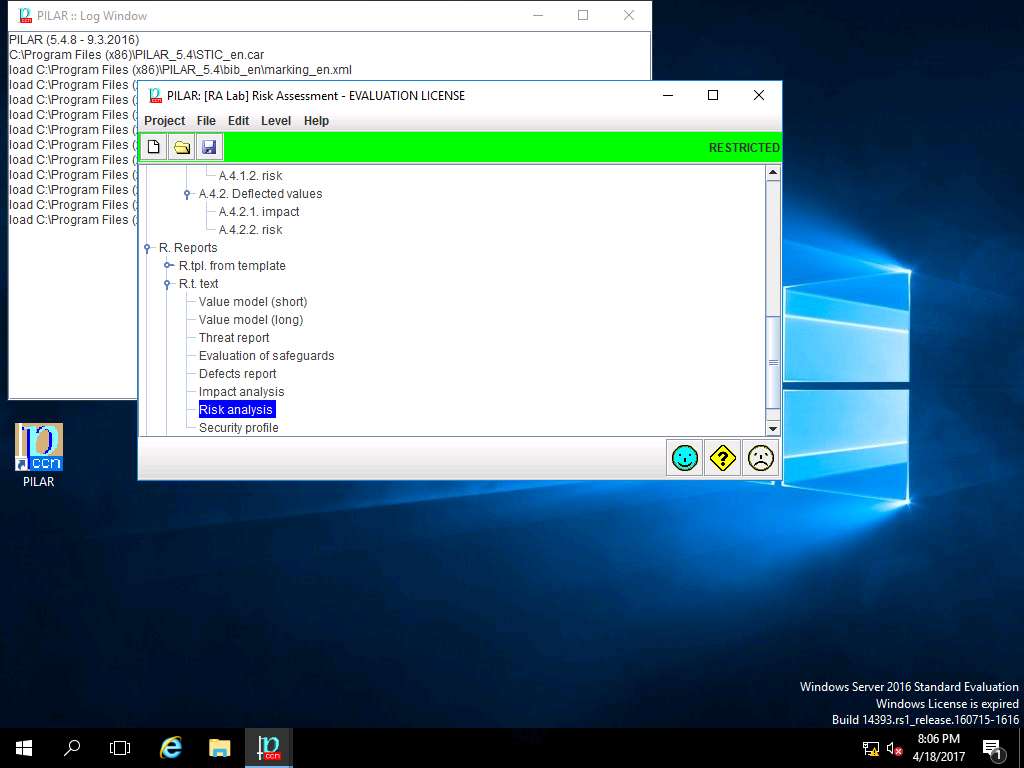 PILAR :: Log Window
PILAR (5.4.8 - 9.3.2016)
C:\Program Files (x86)\PILAR_5.4\STIC_en.car
load C:\Program Files (x86)\PILAR_5.4\bib_en\marking_en.xml
load C:\Program Files (
load C:\Program Files (
load C:\Program Files (
load C:\Program Files (
load C:\Program Files (
load C:\Program Files (
load C:\Program Files (
load C:\Program Files (
load C:\Program Files (
load C:\Program Files (
PILAR: [RA Lab] Risk Assessment - EVALUATION LICENSE
Project File Edit Level Help
RESTRICTED
A.4.1.2. risk
A.4.2. Deflected values
A.4.2.1. impact
A.4.2.2. risk
R. Reports
R.tpl. from template
R.t. text
Value model (short)
Value model (long)
Threat report
Evaluation of safeguards
Defects report
Impact analysis
Risk analysis
Security profile
ccn
PILAR
Windows Server 2016 Standard Evaluation
Windows License is expired
Build 14393.rs1_release.160715-1616
ccn
8:06 PM
4/18/2017
1